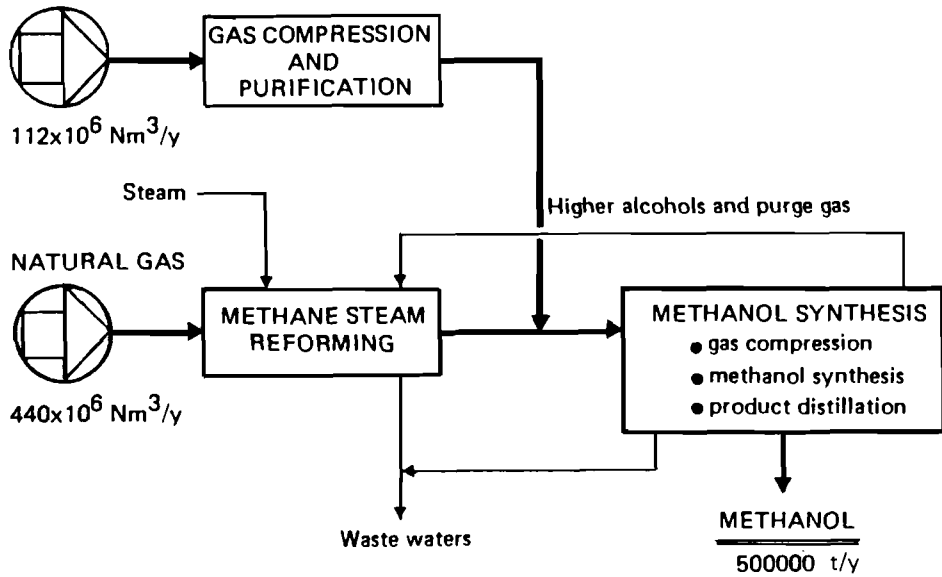 GAS COMPRESSION
AND
PURIFICATION
112x10⁶ Nm³/y
Steam
Higher alcohols and purge gas
NATURAL GAS
METHANE STEAM
REFORMING
METHANOL SYNTHESIS
● gas compression
● methanol synthesis
● product distillation
440x10⁶ Nm³/y
Waste waters
METHANOL
500000 t/y